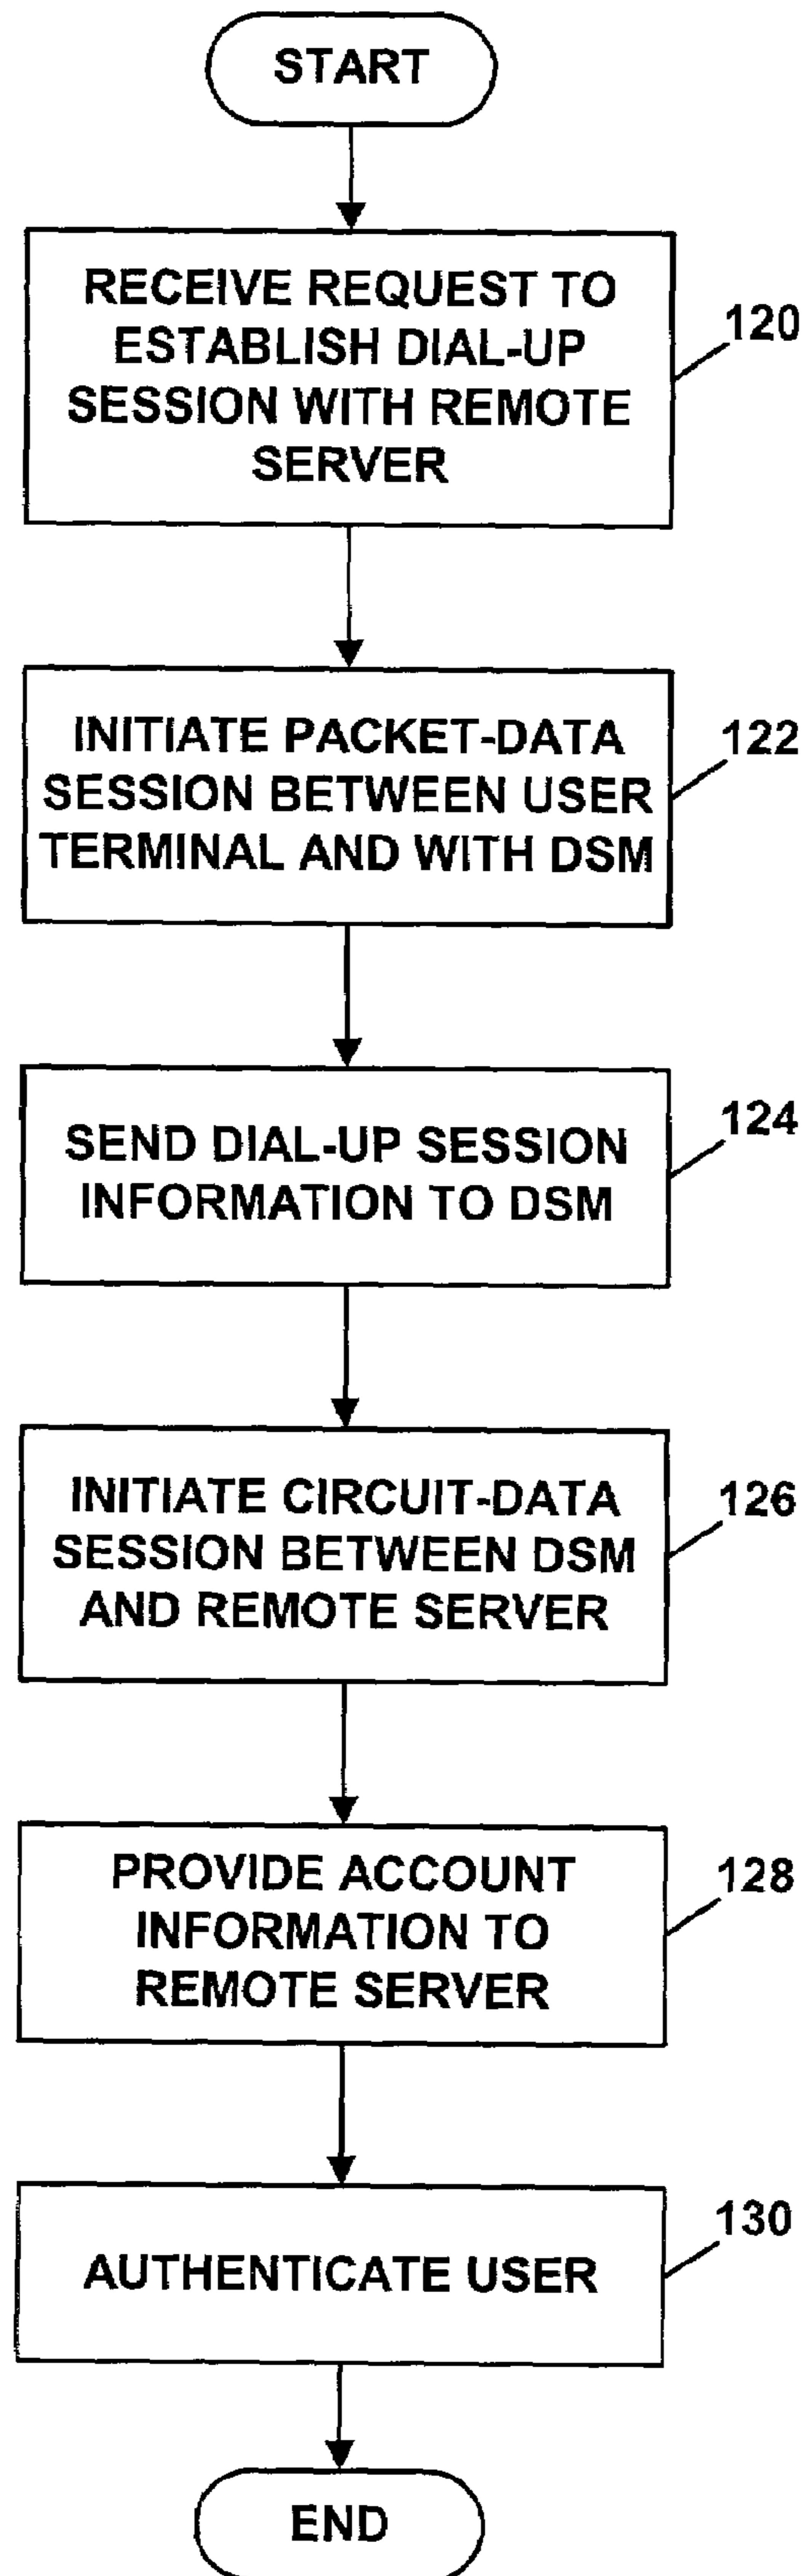 START
RECEIVE REQUEST TO
ESTABLISH DIAL-UP
SESSION WITH REMOTE
SERVER
120
INITIATE PACKET-DATA
SESSION BETWEEN USER
TERMINAL AND WITH DSM
122
SEND DIAL-UP SESSION
INFORMATION TO DSM
124
INITIATE CIRCUIT-DATA
SESSION BETWEEN DSM
AND REMOTE SERVER
126
PROVIDE ACCOUNT
INFORMATION TO
REMOTE SERVER
128
AUTHENTICATE USER
130
END